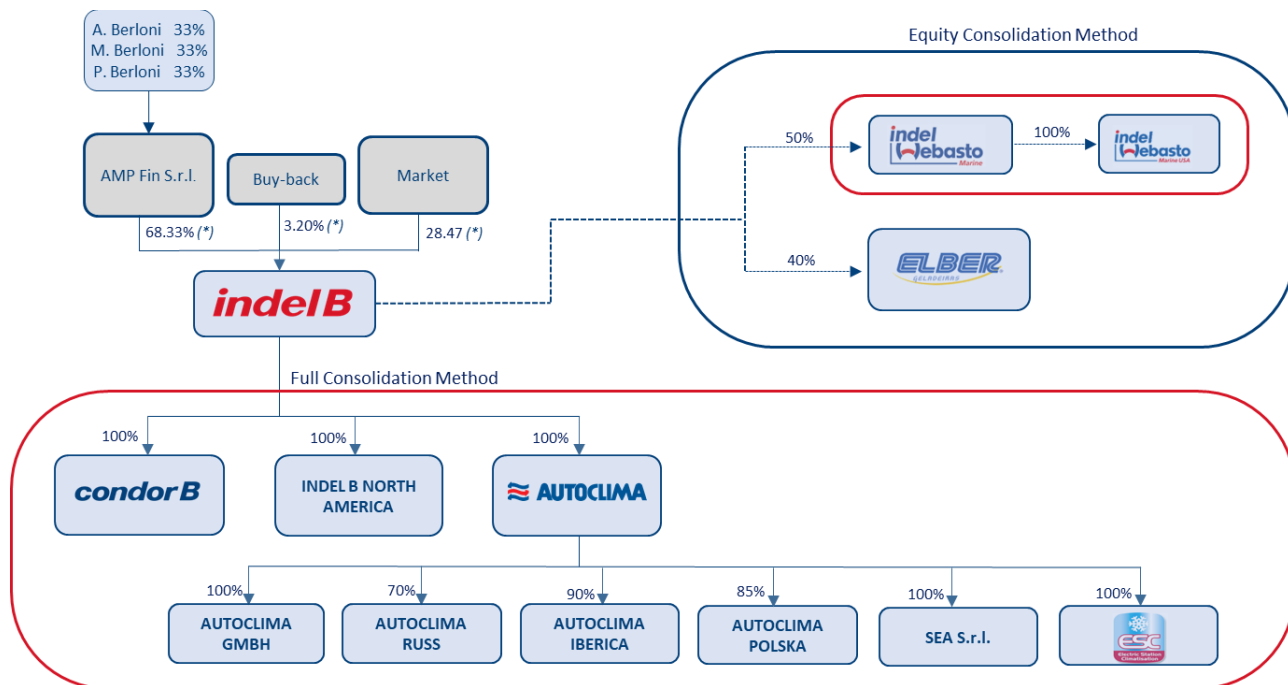 A. Berloni 33%
M. Berloni 33%
P. Berloni 33%
Equity Consolidation Method
AMP Fin S.r.l.
Buy-back
Market
68.33% (*)
3.20% (*)
28.47 (*)
indel B
50%
indel
Webasto
Marine
100%
indel
Webasto
Marine USA
40%
ELBER
GELADEIRAS
Full Consolidation Method
100%
condor B
100%
INDEL B NORTH
AMERICA
100%
AUTOCLIMA
100%
AUTOCLIMA
GMBH
70%
AUTOCLIMA
RUSS
90%
AUTOCLIMA
IBERICA
85%
AUTOCLIMA
POLSKA
100%
SEA S.r.l.
100%
ESC
Electric Station
Climatisation